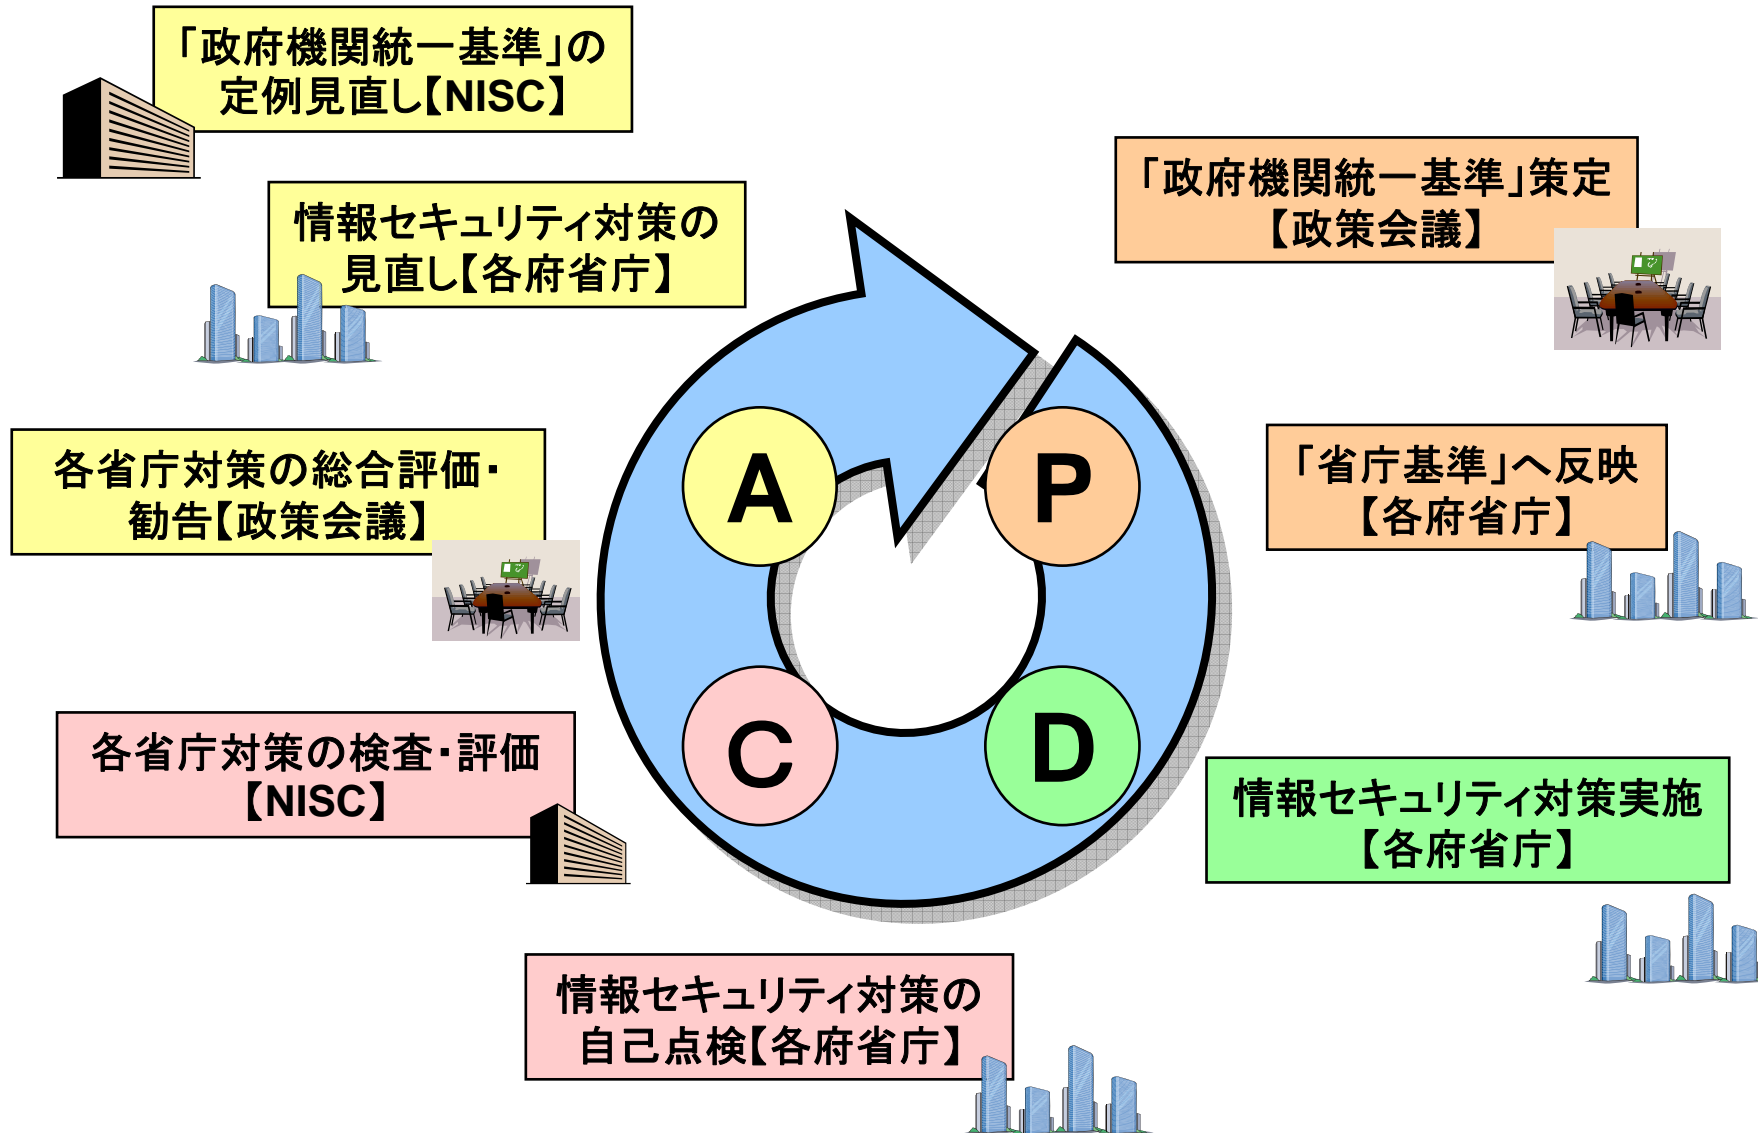 「政府機関統一基準」の
定例見直し【NISC】
情報セキュリティ対策の
見直し【各府省庁】
各省庁対策の総合評価・
勧告【政策会議】
各省庁対策の検査・評価
【NISC】
情報セキュリティ対策の
自己点検【各府省庁】
「政府機関統一基準」策定
【政策会議】
「省庁基準」へ反映
【各府省庁】
情報セキュリティ対策実施
【各府省庁】
A
P
C
D